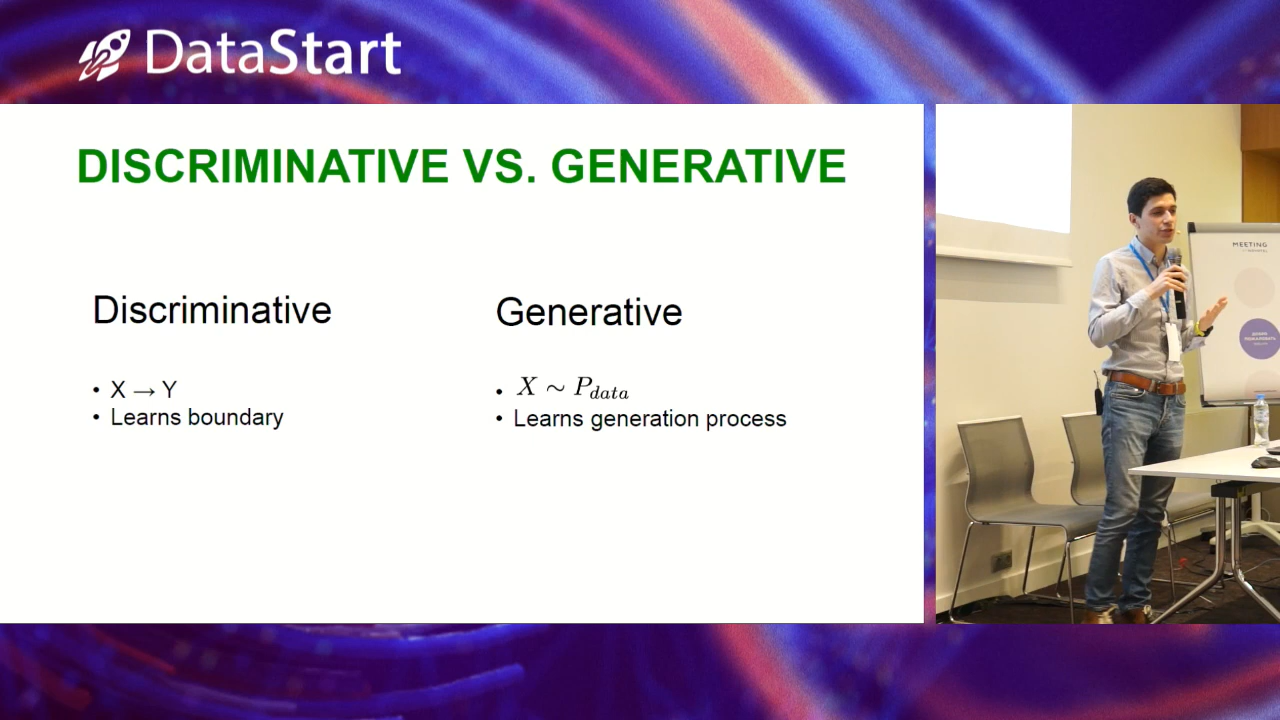 DataStart
DISCRIMINATIVE VS. GENERATIVE
Discriminative
• X → Y
• Learns boundary
Generative
• X ∼ P_data
• Learns generation process
MEETING